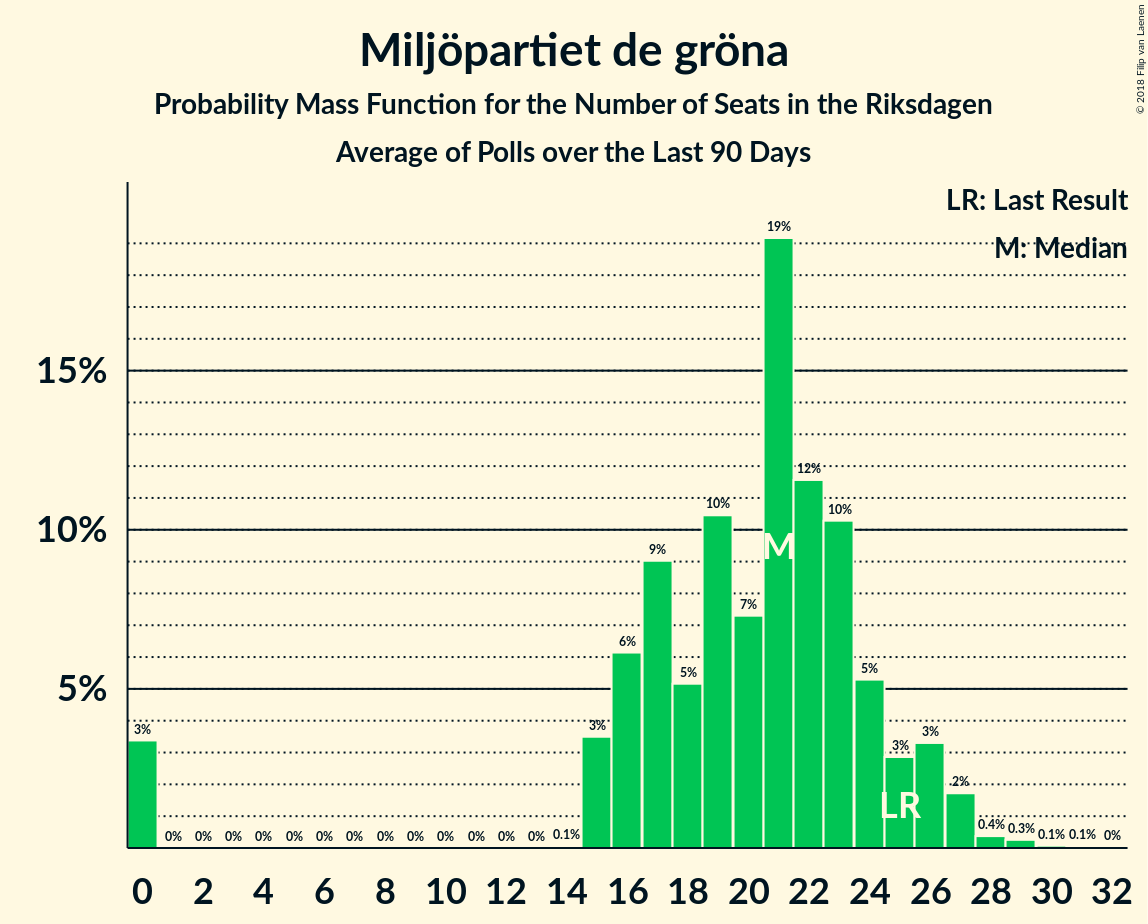 Miljöpartiet de gröna
Probability Mass Function for the Number of Seats in the Riksdagen
Average of Polls over the Last 90 Days
© 2018 Filip van Laenen
LR: Last Result
M: Median
15%
10%
5%
3% 0% 0% 0% 0% 0% 0% 0% 0% 0% 0% 0% 0% 0% 0.1% 3% 6% 9% 5% 10% 7% 19% 12% 10% 5% 3% 3% 2% 0.4% 0.3% 0.1% 0.1% 0%
M
LR
0 2 4 6 8 10 12 14 16 18 20 22 24 26 28 30 32